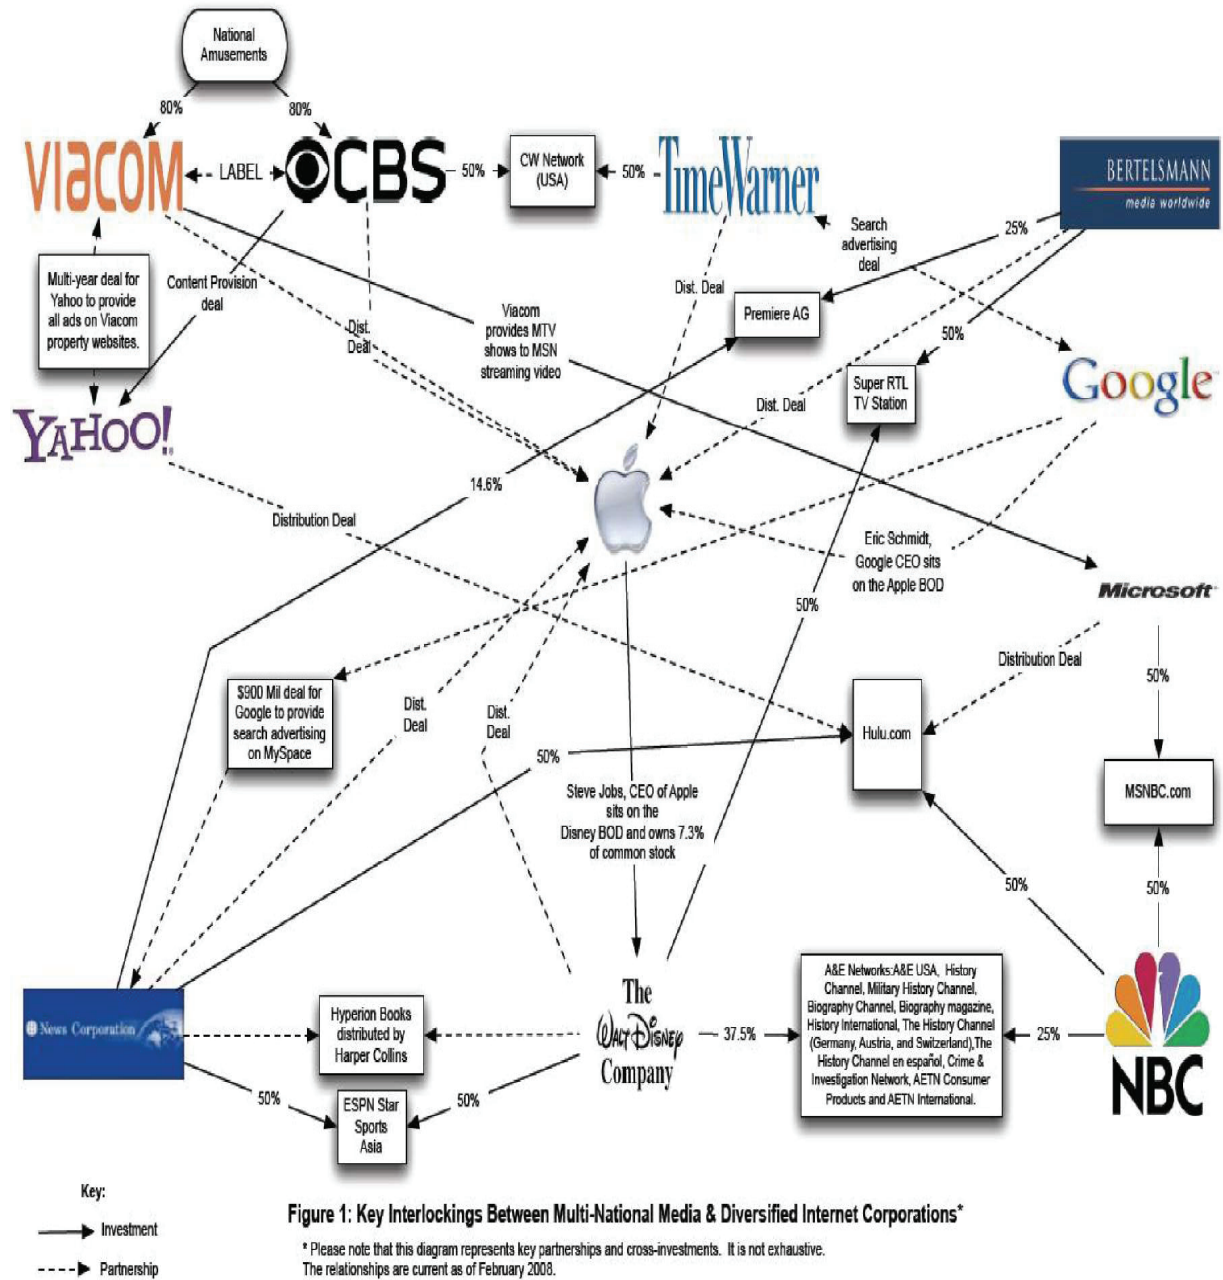 National
Amusements
80%
80%
VIACOM
LABEL
CBS
50%
CW Network
(USA)
50%
TimeWarner
BERTELSMANN
media worldwide
25%
Search
advertising
deal
Multi-year deal for
Yahoo to provide
all ads on Viacom
property websites.
Content Provision
deal
Dist.
Deal
Viacom
provides MTV
shows to MSN
streaming video
Dist. Deal
Premiere AG
50%
Super RTL
TV Station
Google
Dist. Deal
YAHOO!
14.6%
Distribution Deal
Eric Schmidt,
Google CEO sits
on the Apple BOD
Microsoft
50%
Distribution Deal
50%
$900 Mil deal for
Google to provide
search advertising
on MySpace
Dist.
Deal
Dist.
Deal
Hulu.com
50%
MSNBC.com
Steve Jobs, CEO of Apple
sits on the
Disney BOD and owns 7.3%
of common stock
50%
50%
News Corporation
Hyperion Books
distributed by
Harper Collins
The
WALT DISNEY
Company
37.5%
A&E Networks:A&E USA, History
Channel, Military History Channel,
Biography Channel, Biography magazine,
History International, The History Channel
(Germany, Austria, and Switzerland),The
History Channel en español, Crime &
Investigation Network, AETN Consumer
Products and AETN International.
25%
NBC
50%
ESPN Star
Sports
Asia
50%
Key:
Investment
Partnership
Figure 1: Key Interlockings Between Multi-National Media & Diversified Internet Corporations*
* Please note that this diagram represents key partnerships and cross-investments. It is not exhaustive.
The relationships are current as of February 2008.